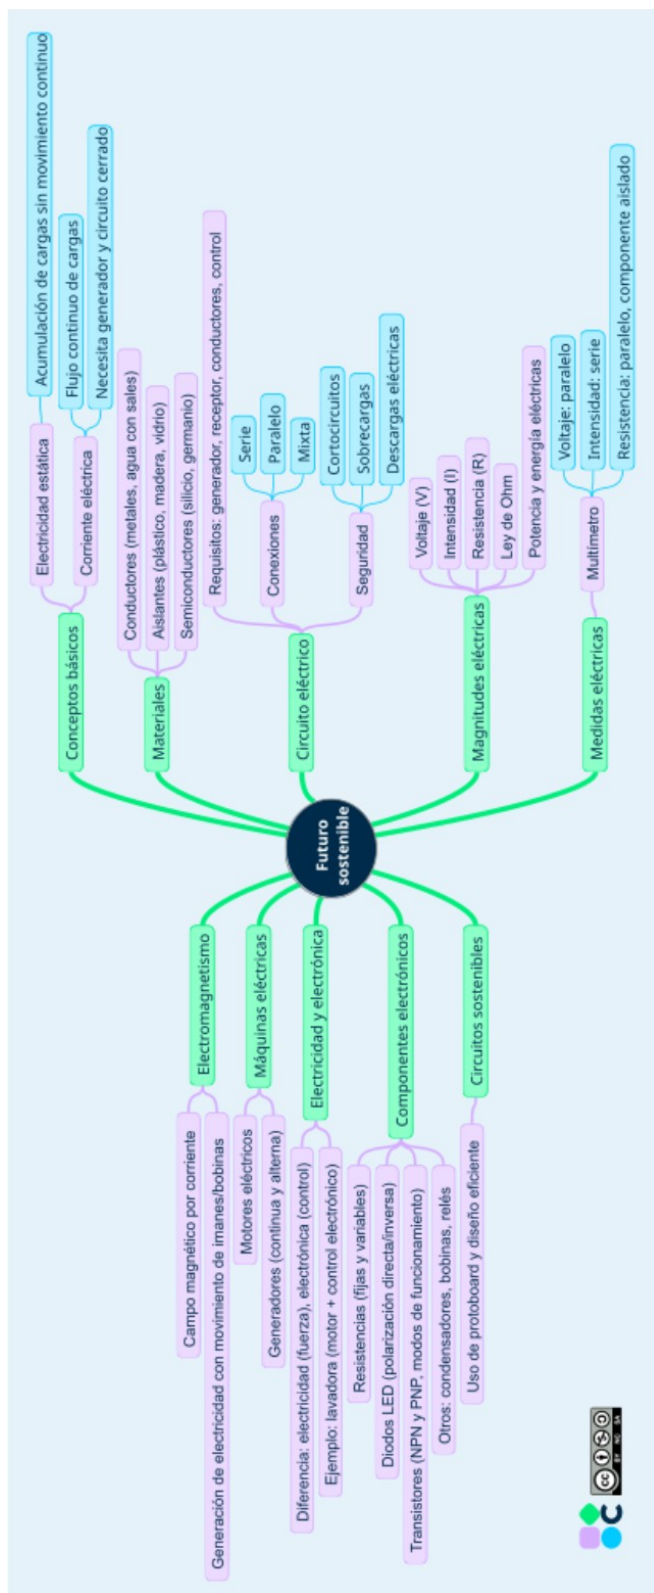 Futuro
sostenible
Conceptos básicos
Electricidad estática
Acumulación de cargas sin movimiento continuo
Corriente eléctrica
Flujo continuo de cargas
Necesita generador y circuito cerrado
Materiales
Conductores (metales, agua con sales)
Aislantes (plástico, madera, vidrio)
Semiconductores (silicio, germanio)
Circuito eléctrico
Requisitos: generador, receptor, conductores, control
Conexiones
Serie
Paralelo
Mixta
Seguridad
Cortocircuitos
Sobrecargas
Descargas eléctricas
Magnitudes eléctricas
Voltaje (V)
Intensidad (I)
Resistencia (R)
Ley de Ohm
Potencia y energía eléctricas
Medidas eléctricas
Multímetro
Voltaje: paralelo
Intensidad: serie
Resistencia: paralelo, componente aislado
Electromagnetismo
Campo magnético por corriente
Generación de electricidad con movimiento de imanes/bobinas
Máquinas eléctricas
Motores eléctricos
Generadores (continua y alterna)
Electricidad y electrónica
Diferencia: electricidad (fuerza), electrónica (control)
Ejemplo: lavadora (motor + control electrónico)
Componentes electrónicos
Resistencias (fijas y variables)
Diodos LED (polarización directa/inversa)
Transistores (NPN y PNP, modos de funcionamiento)
Otros: condensadores, bobinas, relés
Circuitos sostenibles
Uso de protoboard y diseño eficiente
cc
BY NC SA